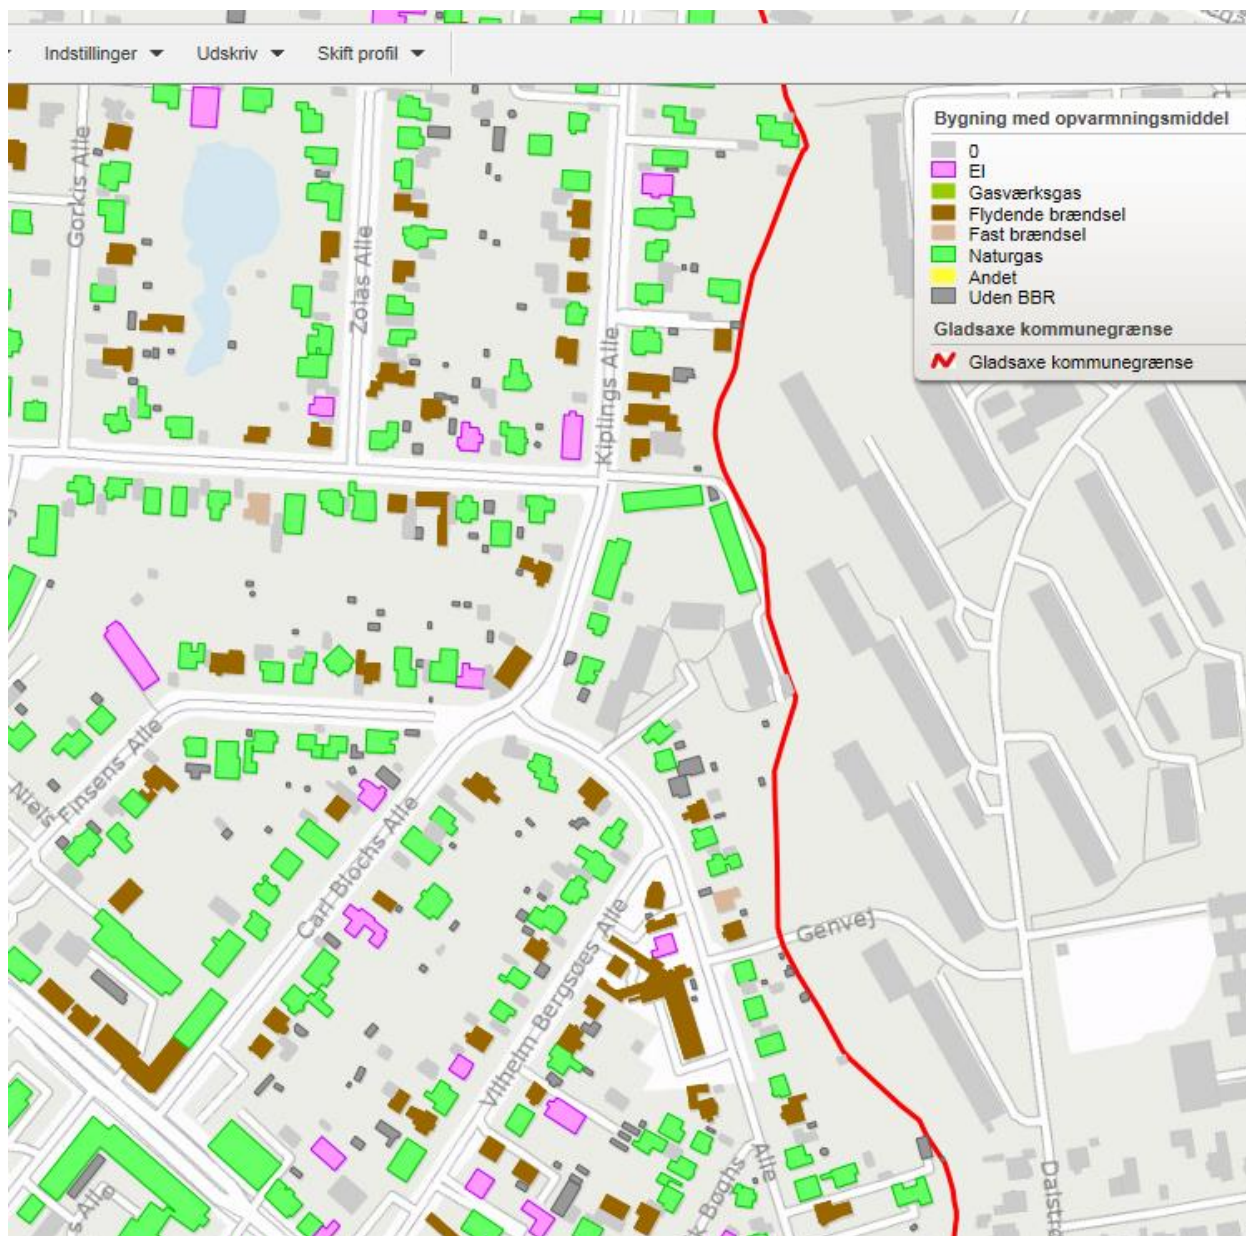 Indstillinger
Udskriv
Skift profil
Bygning med opvarmningsmiddel
0
El
Gasværksgas
Flydende brændsel
Fast brændsel
Naturgas
Andet
Uden BBR
Gladsaxe kommunegrænse
Gladsaxe kommunegrænse
Gorkis Alle
Zolas Alle
Kiplings Alle
Niels Finsens Alle
Carl Blochs Alle
Vilhelm Bergsøes Alle
Genvej
Alle
k Boghs
s Alle
Dalstrø